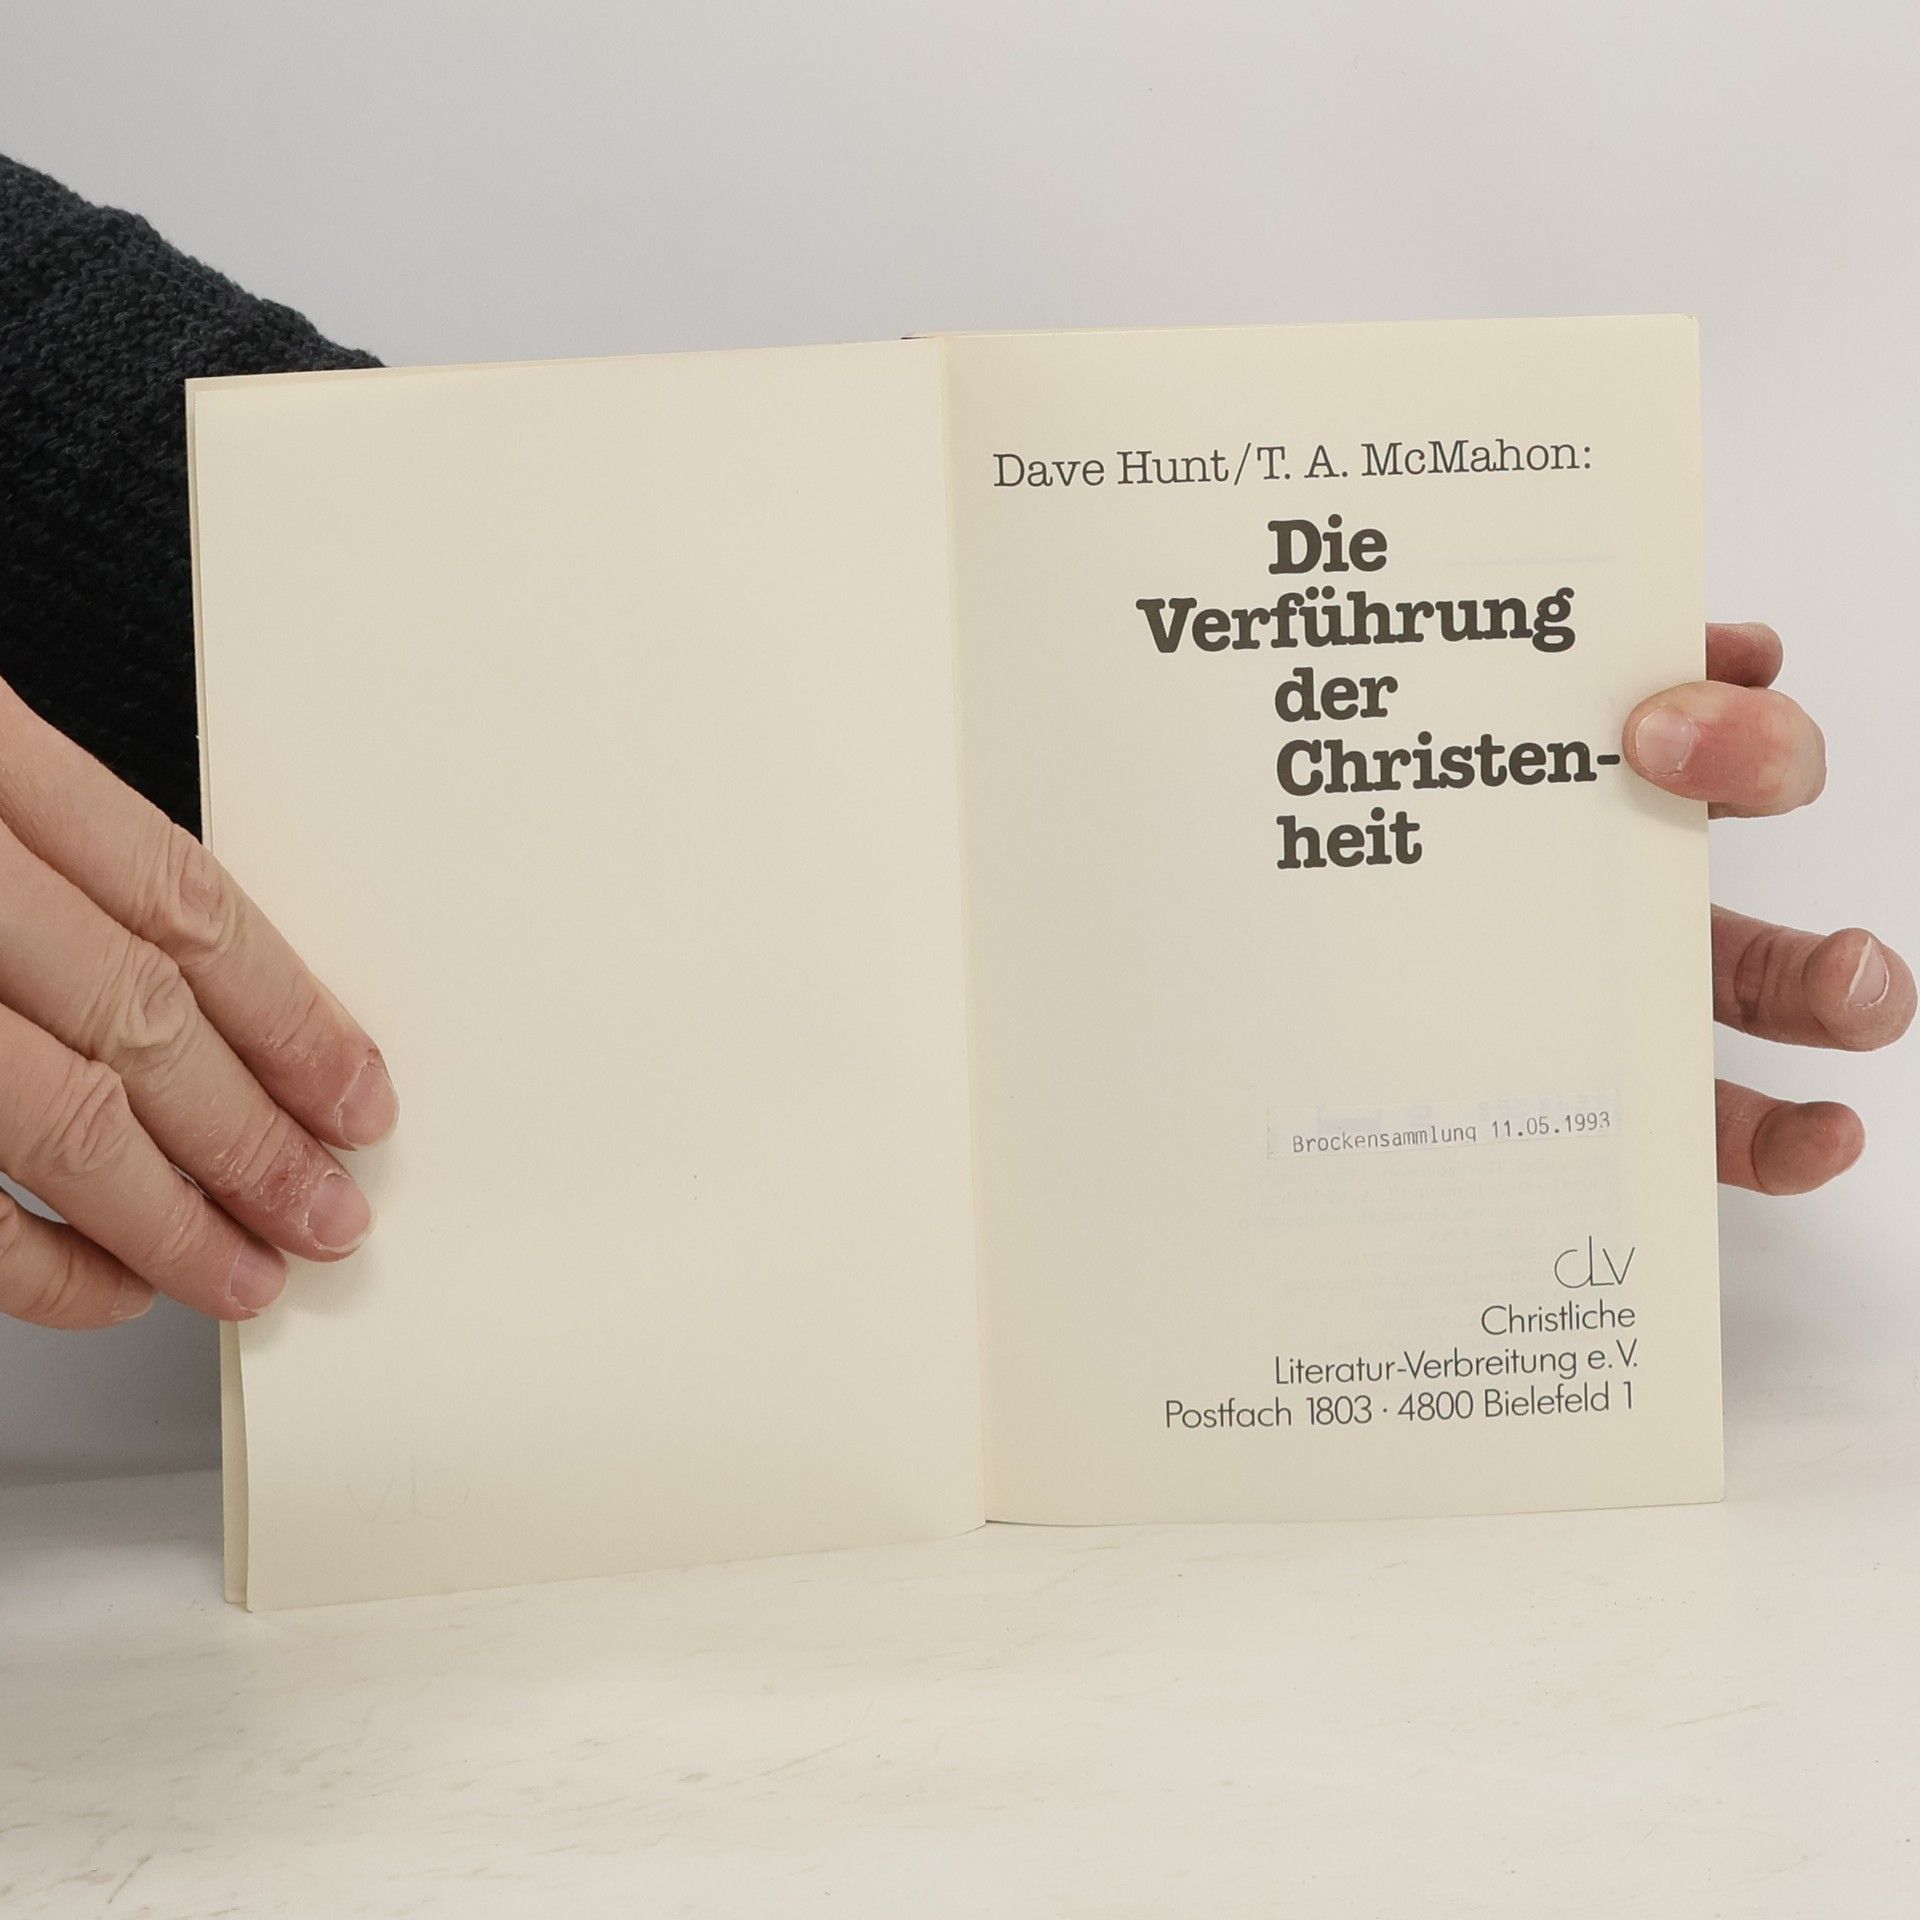 Dave Hunt/T. A. McMahon:
Die
Verführung
der
Christen-
heit
Brockensammlung 11.05.1993
clv
Christliche
Literatur-Verbreitung e.V.
Postfach 1803 · 4800 Bielefeld 1